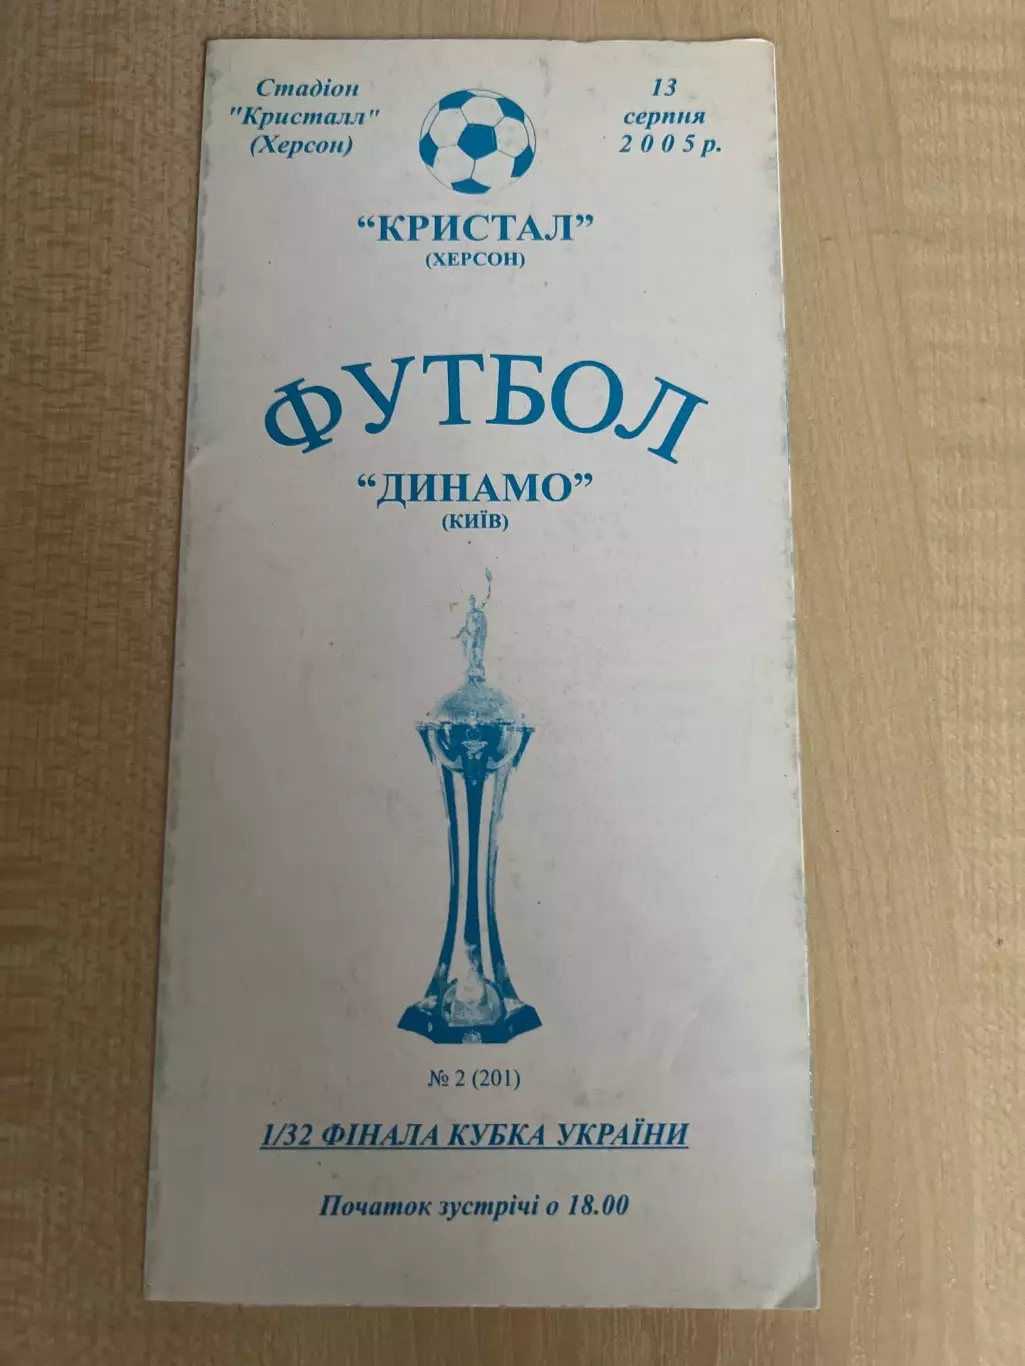 Стадіон
"Кристалл"
(Херсон)
13
серпня
2005р.
“КРИСТАЛ”
(ХЕРСОН)
ФУТБОЛ
“ДИНАМО”
(КИЇВ)
№ 2 (201)
1/32 ФІНАЛА КУБКА УКРАЇНИ
Початок зустрічі о 18.00